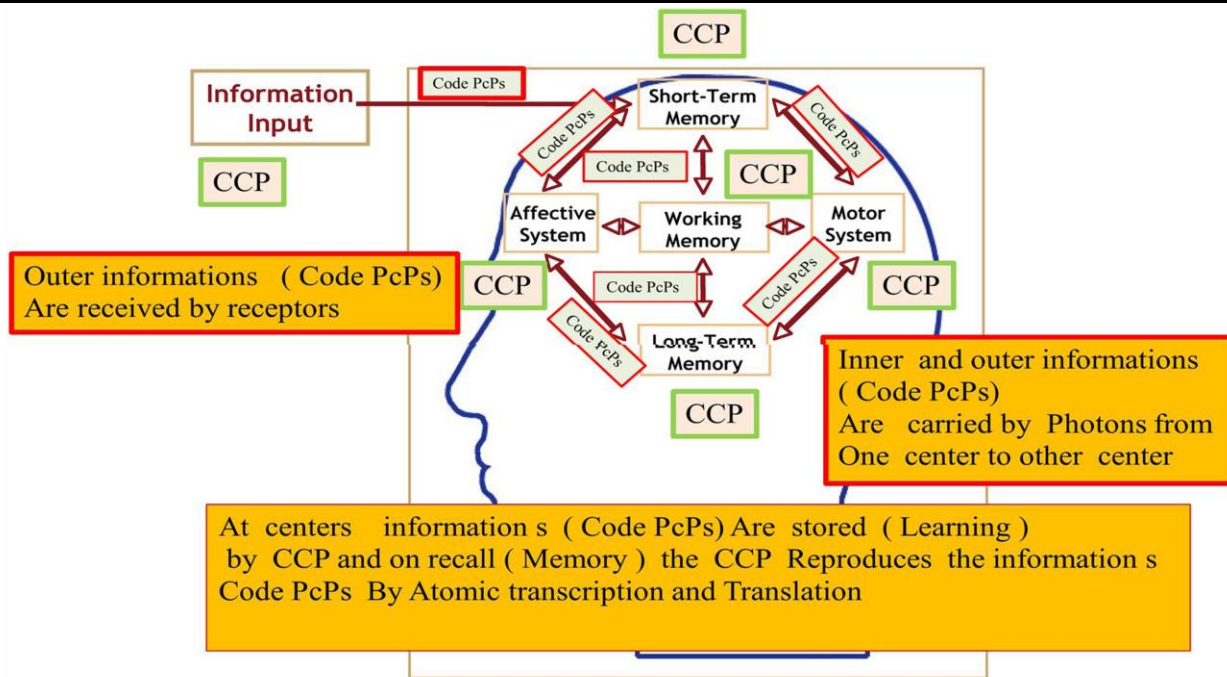 CCP
Code PcPs
Information
Input
Short-Term
Memory
Code PcPs
Code PcPs
Code PcPs
CCP
CCP
Affective
System
Working
Memory
Motor
System
Outer informations ( Code PcPs)
Are received by receptors
CCP
Code PcPs
Code PcPs
CCP
Code PcPs
Long-Term
Memory
CCP
Inner and outer informations
( Code PcPs)
Are carried by Photons from
One center to other center
At centers information s ( Code PcPs) Are stored ( Learning )
by CCP and on recall ( Memory ) the CCP Reproduces the information s
Code PcPs By Atomic transcription and Translation